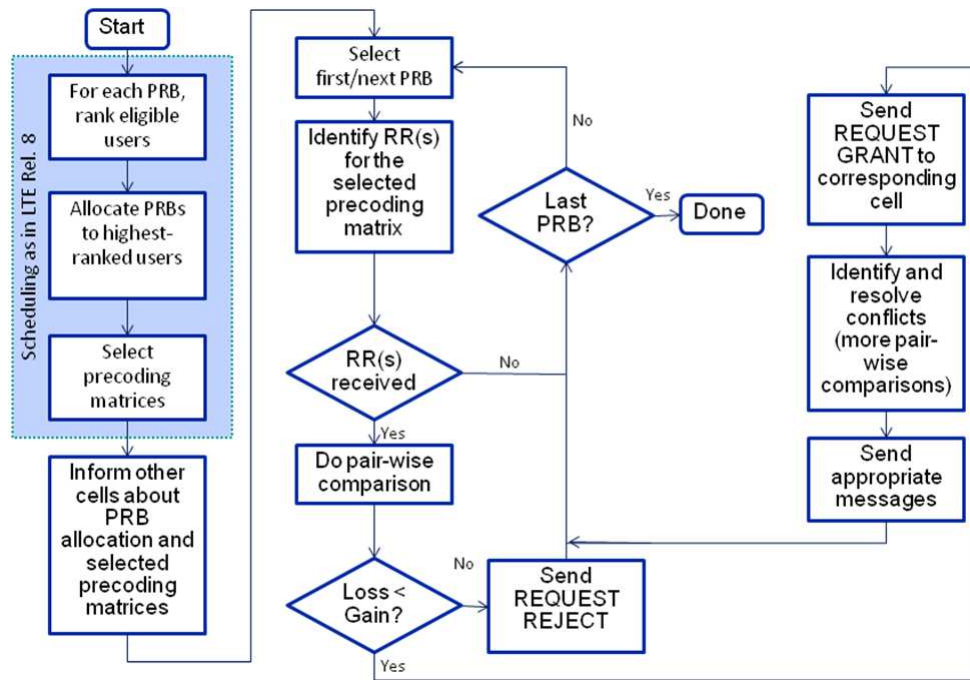 Start
Scheduling as in LTE Rel. 8
For each PRB,
rank eligible
users
Allocate PRBs
to highest-
ranked users
Select
precoding
matrices
Inform other
cells about
PRB
allocation and
selected
precoding
matrices
Select
first/next PRB
Identify RR(s)
for the
selected
precoding
matrix
RR(s)
received
No
Yes
Do pair-wise
comparison
Loss <
Gain?
No
Yes
Send
REQUEST
REJECT
No
Last
PRB?
Yes
Done
Send
REQUEST
GRANT to
corresponding
cell
Identify and
resolve
conflicts
(more pair-
wise
comparisons)
Send
appropriate
messages